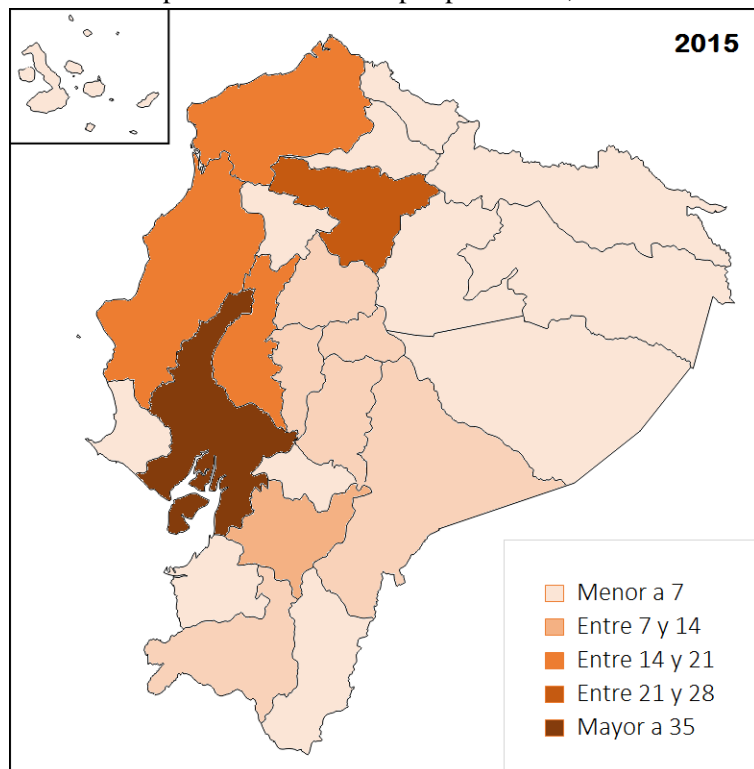 2015
Menor a 7
Entre 7 y 14
Entre 14 y 21
Entre 21 y 28
Mayor a 35